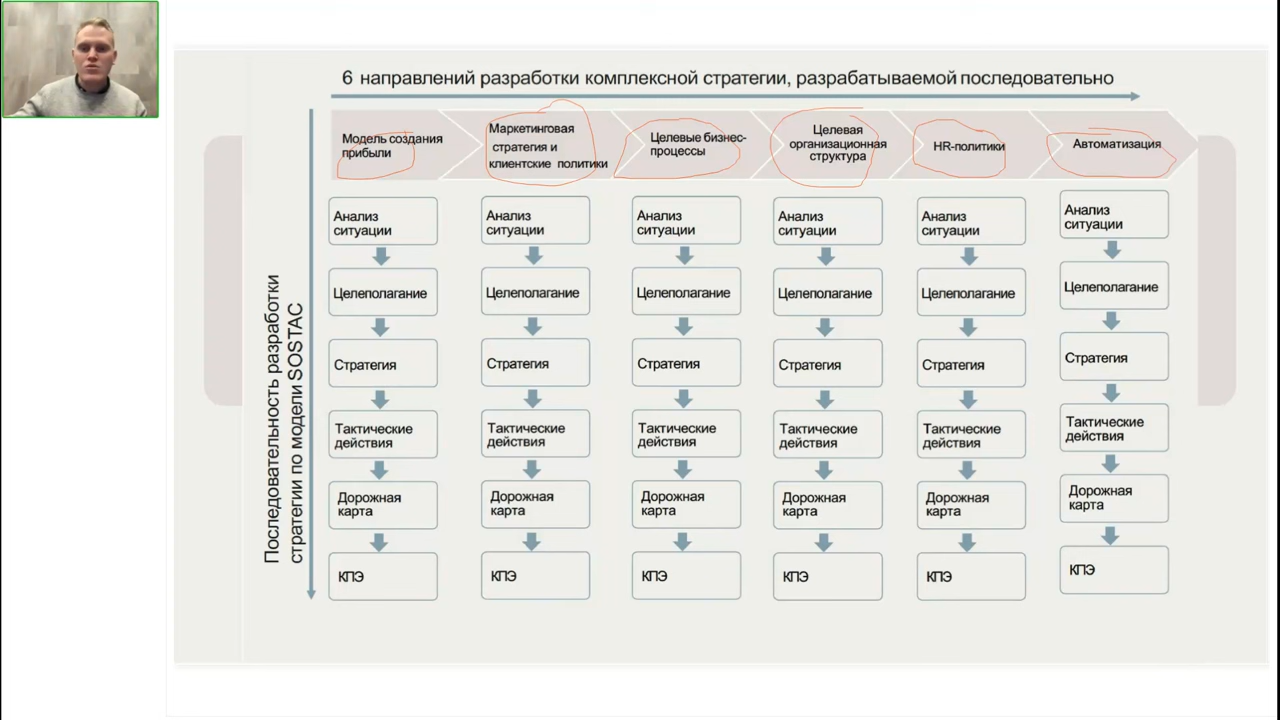 6 направлений разработки комплексной стратегии, разрабатываемой последовательно
Модель создания
прибыли
Маркетинговая
стратегия и
клиентские политики
Целевые бизнес-
процессы
Целевая
организационная
структура
HR-политики
Автоматизация
Последовательность разработки
стратегии по модели SOSTAC
Анализ
ситуации
Целеполагание
Стратегия
Тактические
действия
Дорожная
карта
КПЭ
Анализ
ситуации
Целеполагание
Стратегия
Тактические
действия
Дорожная
карта
КПЭ
Анализ
ситуации
Целеполагание
Стратегия
Тактические
действия
Дорожная
карта
КПЭ
Анализ
ситуации
Целеполагание
Стратегия
Тактические
действия
Дорожная
карта
КПЭ
Анализ
ситуации
Целеполагание
Стратегия
Тактические
действия
Дорожная
карта
КПЭ
Анализ
ситуации
Целеполагание
Стратегия
Тактические
действия
Дорожная
карта
КПЭ